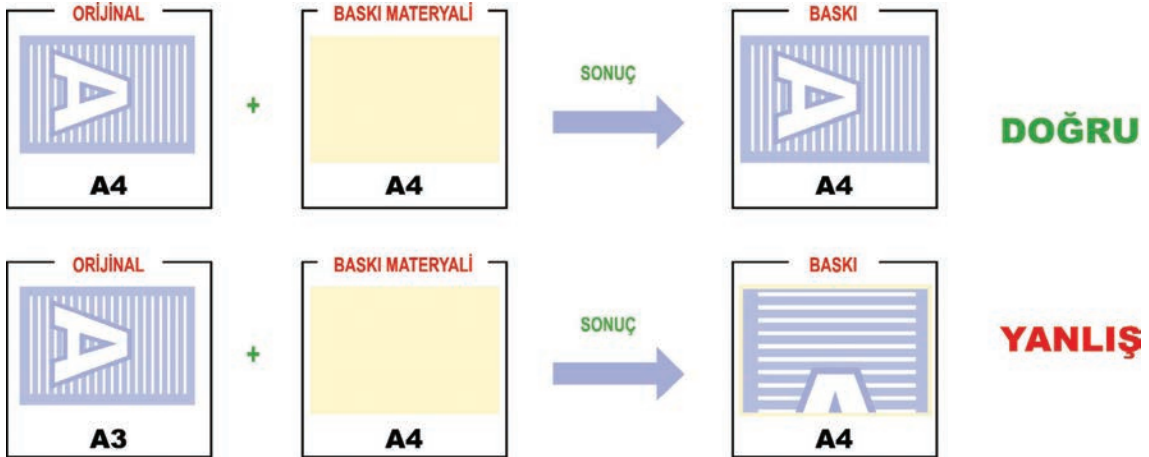 ORİJİNAL
BASKI MATERYALİ
BASKI
A
+
SONUÇ
A
DOĞRU
A4
A4
A4
ORİJİNAL
BASKI MATERYALİ
BASKI
A
+
SONUÇ
A
YANLIŞ
A3
A4
A4